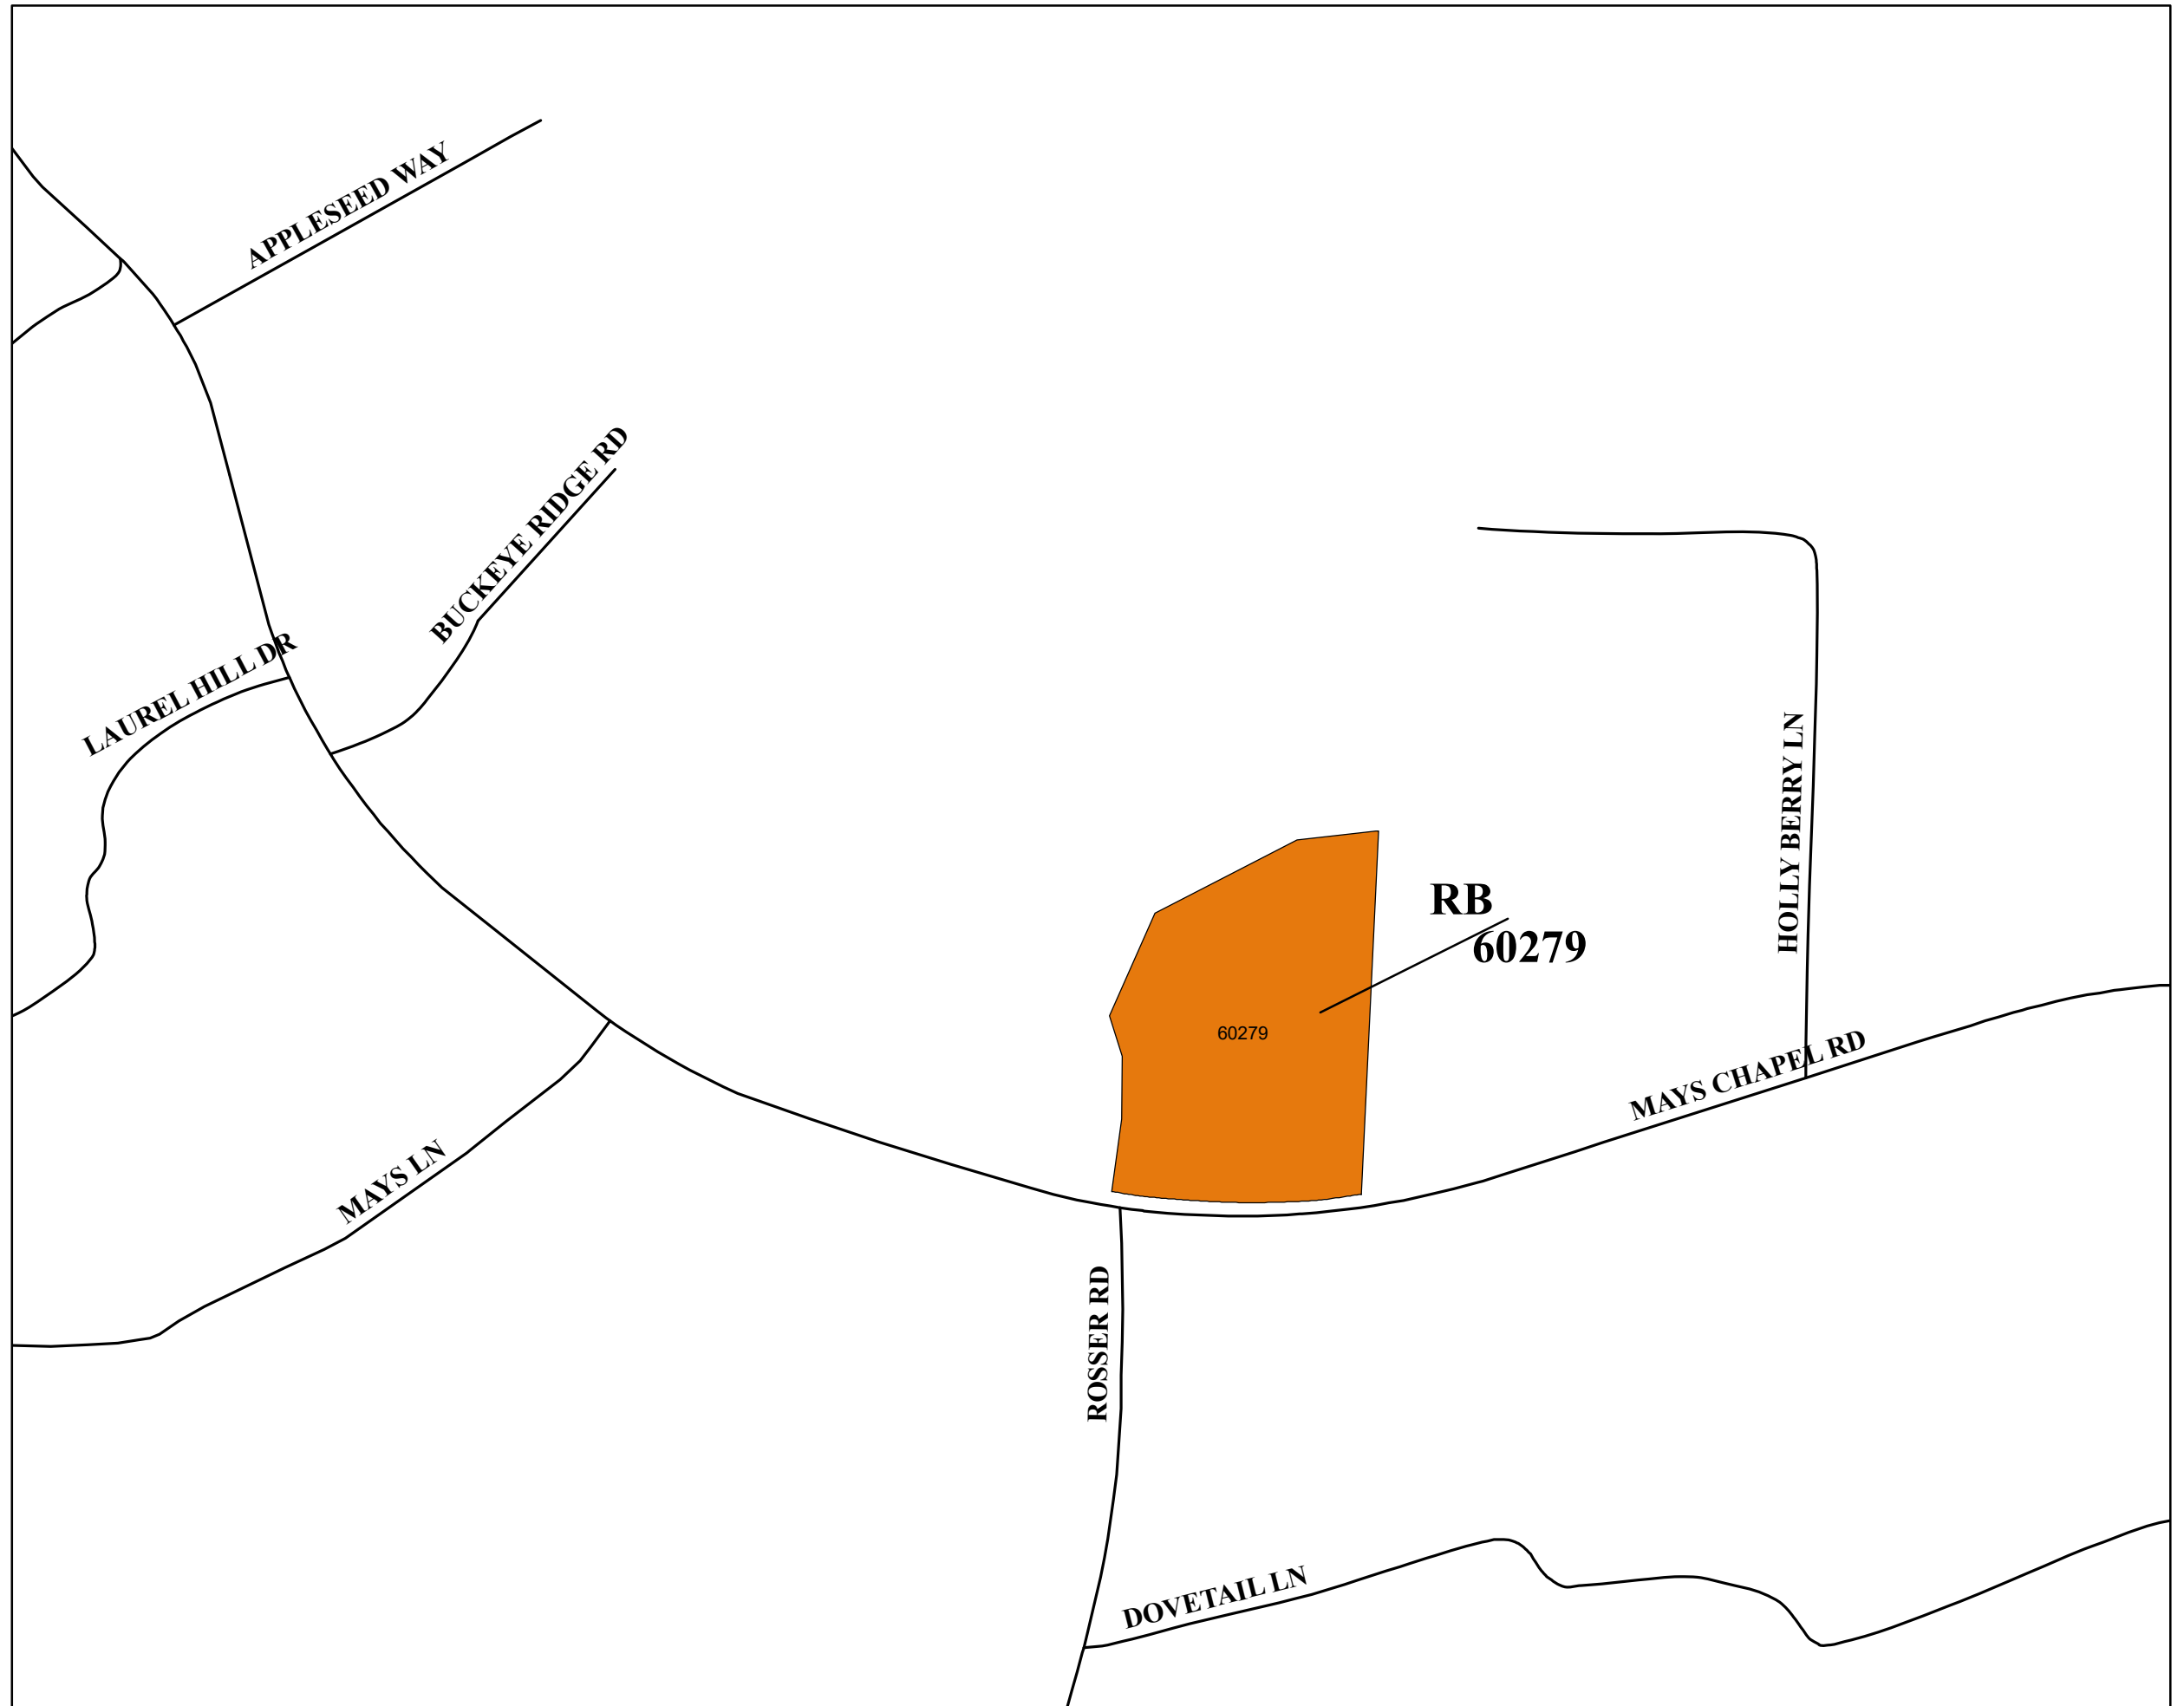 APPLESEED WAY
BUCKEYE RIDGE RD
LAUREL HILL DR
HOLLY BERRY LN
RB
60279
60279
MAYS CHAPEL RD
MAYS LN
ROSSER RD
DOVETAIL LN